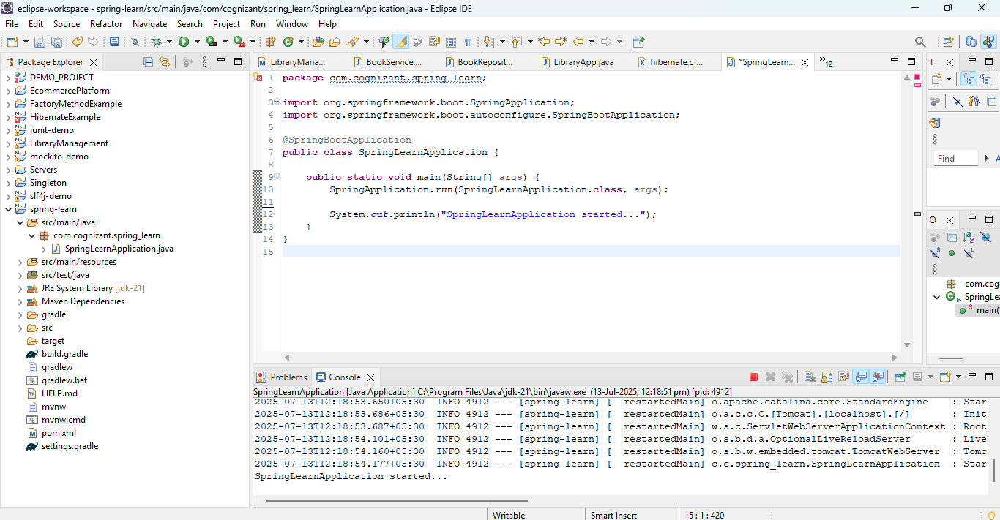 eclipse-workspace - spring-learn/src/main/java/com/cognizant/spring_learn/SpringLearnApplication.java - Eclipse IDE
File Edit Source Refactor Navigate Search Project Run Window Help
Package Explorer
DEMO_PROJECT
EcommercePlatform
FactoryMethodExample
HibernateExample
junit-demo
LibraryManagement
mockito-demo
Servers
Singleton
slf4j-demo
spring-learn
src/main/java
com.cognizant.spring_learn
SpringLearnApplication.java
src/main/resources
src/test/java
JRE System Library [jdk-21]
Maven Dependencies
gradle
src
target
build.gradle
gradlew
gradlew.bat
HELP.md
mvnw
mvnw.cmd
pom.xml
settings.gradle
LibraryMana... BookService.... BookReposit... LibraryApp.java hibernate.cf... *SpringLearn... »12
1 package com.cognizant.spring_learn;
2
3 import org.springframework.boot.SpringApplication;
4 import org.springframework.boot.autoconfigure.SpringBootApplication;
5
6 @SpringBootApplication
7 public class SpringLearnApplication {
8
9 public static void main(String[] args) {
10 SpringApplication.run(SpringLearnApplication.class, args);
11
12 System.out.println("SpringLearnApplication started...");
13 }
14 }
15
T
Find
A
O
com.cog
SpringLea
main(
Problems Console
SpringLearnApplication [Java Application] C:\Program Files\Java\jdk-21\bin\javaw.exe (13-Jul-2025, 12:18:51 pm) [pid: 4912]
2025-07-13T12:18:53.650+05:30 INFO 4912 --- [spring-learn] [ restartedMain] o.apache.catalina.core.StandardEngine : Star
2025-07-13T12:18:53.686+05:30 INFO 4912 --- [spring-learn] [ restartedMain] o.a.c.c.C.[Tomcat].[localhost].[/] : Init
2025-07-13T12:18:53.687+05:30 INFO 4912 --- [spring-learn] [ restartedMain] w.s.c.ServletWebServerApplicationContext : Root
2025-07-13T12:18:54.101+05:30 INFO 4912 --- [spring-learn] [ restartedMain] o.s.b.d.a.OptionalLiveReloadServer : Live
2025-07-13T12:18:54.160+05:30 INFO 4912 --- [spring-learn] [ restartedMain] o.s.b.w.embedded.tomcat.TomcatWebServer : Tomc
2025-07-13T12:18:54.177+05:30 INFO 4912 --- [spring-learn] [ restartedMain] c.c.spring_learn.SpringLearnApplication : Star
SpringLearnApplication started...
Writable Smart Insert 15 : 1 : 420